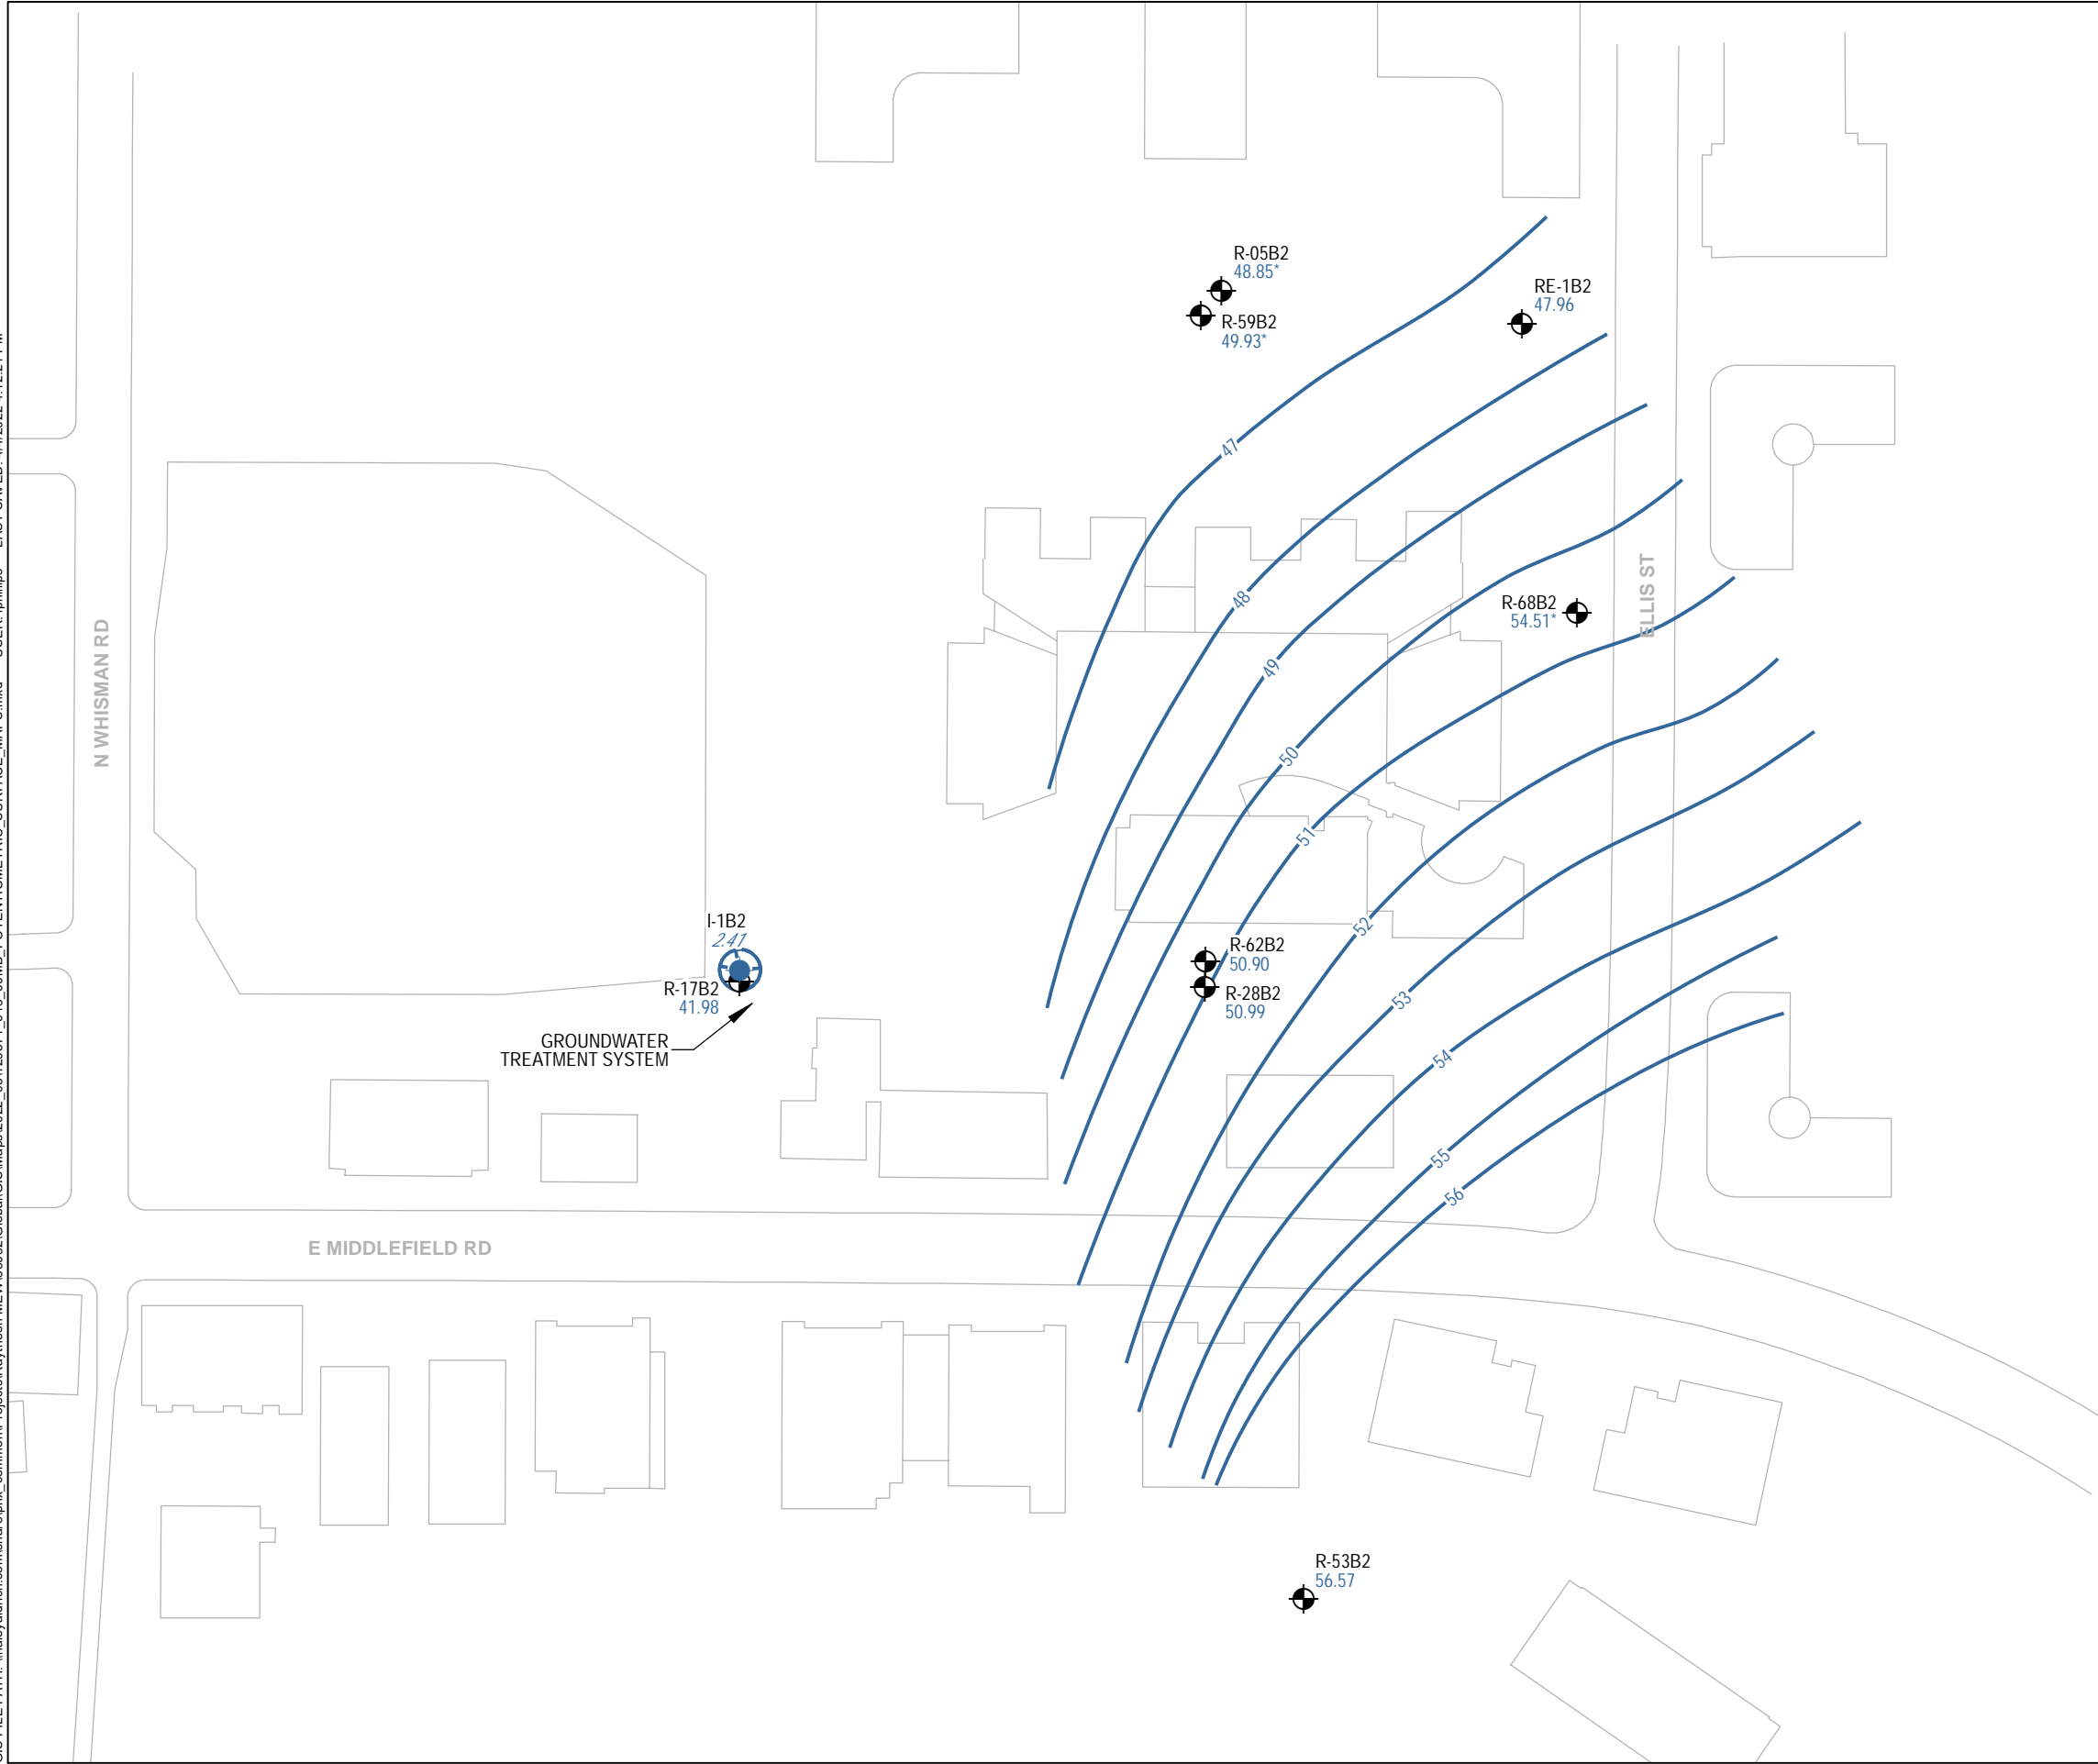 R-05B2
48.85*
R-59B2
49.93*
RE-1B2
47.96
47
48
49
50
51
52
53
54
55
56
R-68B2
54.51*
ELLIS ST
N WHISMAN RD
I-1B2
2.41
R-17B2
41.98
GROUNDWATER
TREATMENT SYSTEM
R-62B2
50.90
R-28B2
50.99
E MIDDLEFIELD RD
R-53B2
56.57